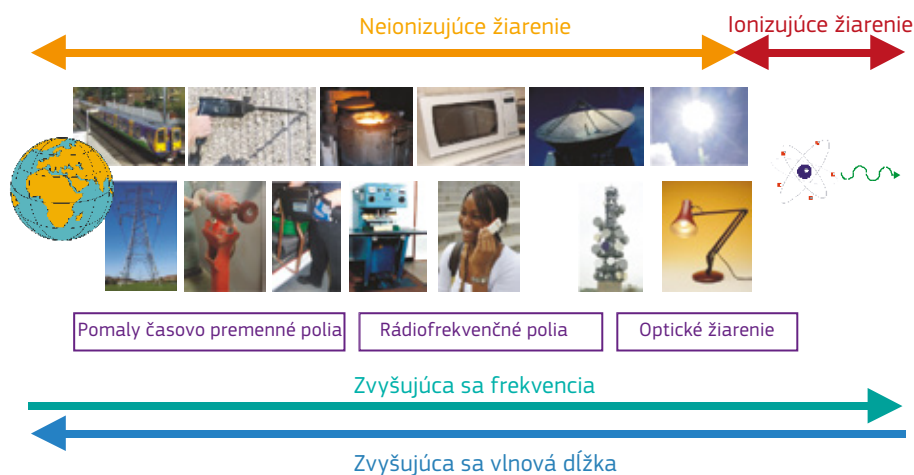 Neionizujúce žiarenie
Ionizujúce žiarenie
Pomaly časovo premenné polia
Rádiofrekvenčné polia
Optické žiarenie
Zvyšujúca sa frekvencia
Zvyšujúca sa vlnová dĺžka